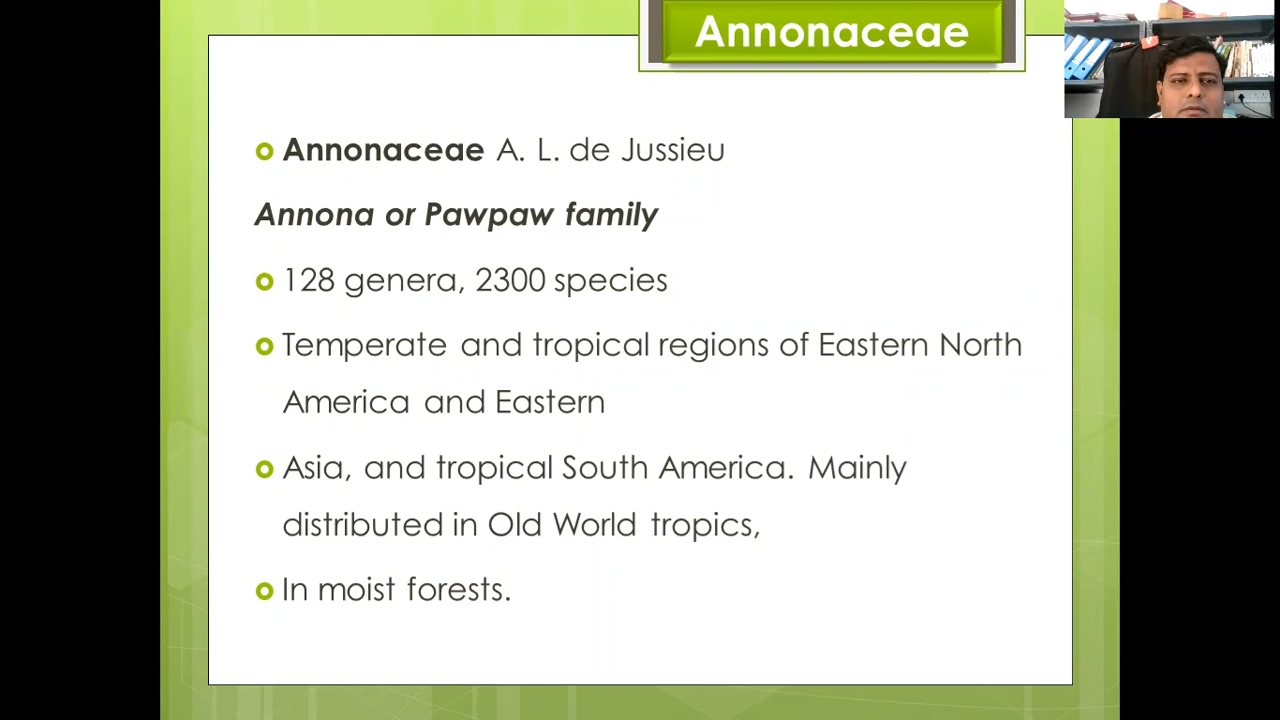 Annonaceae
Annonaceae A. L. de Jussieu
Annona or Pawpaw family
128 genera, 2300 species
Temperate and tropical regions of Eastern North
America and Eastern
Asia, and tropical South America. Mainly
distributed in Old World tropics,
In moist forests.